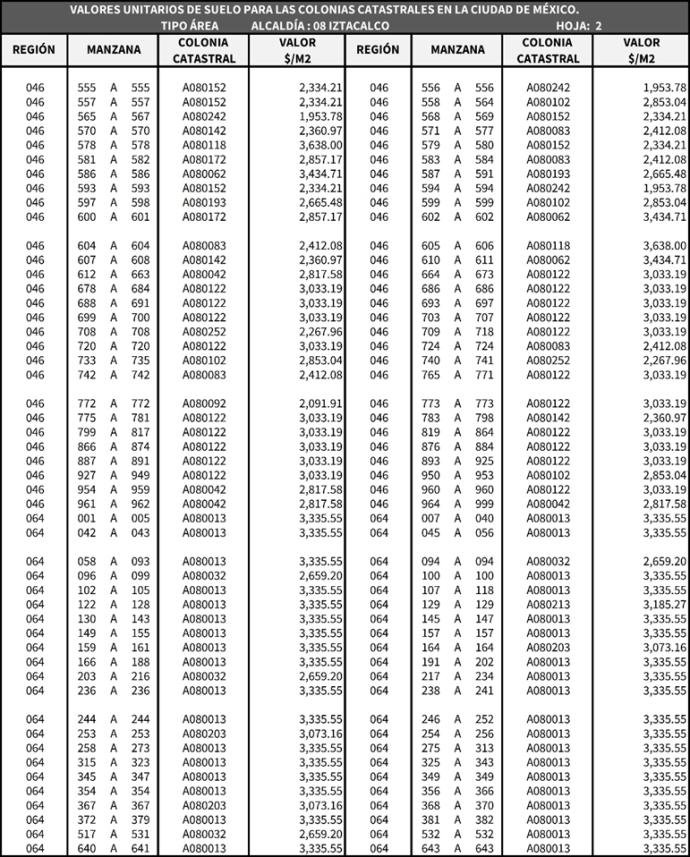 VALORES UNITARIOS DE SUELO PARA LAS COLONIAS CATASTRALES EN LA CIUDAD DE MÉXICO.
TIPO ÁREA ALCALDÍA : 08 IZTACALCO HOJA: 2
REGIÓN MANZANA COLONIA CATASTRAL VALOR $/M2 REGIÓN MANZANA COLONIA CATASTRAL VALOR $/M2
046 555 A 555 A080152 2,334.21 046 556 A 556 A080242 1,953.78
046 557 A 557 A080152 2,334.21 046 558 A 564 A080102 2,853.04
046 565 A 567 A080242 1,953.78 046 568 A 569 A080152 2,334.21
046 570 A 570 A080142 2,360.97 046 571 A 577 A080083 2,412.08
046 578 A 578 A080118 3,638.00 046 579 A 580 A080152 2,334.21
046 581 A 582 A080172 2,857.17 046 583 A 584 A080083 2,412.08
046 586 A 586 A080062 3,434.71 046 587 A 591 A080193 2,665.48
046 593 A 593 A080152 2,334.21 046 594 A 594 A080242 1,953.78
046 597 A 598 A080193 2,665.48 046 599 A 599 A080102 2,853.04
046 600 A 601 A080172 2,857.17 046 602 A 602 A080062 3,434.71
046 604 A 604 A080083 2,412.08 046 605 A 606 A080118 3,638.00
046 607 A 608 A080142 2,360.97 046 610 A 611 A080062 3,434.71
046 612 A 663 A080042 2,817.58 046 664 A 673 A080122 3,033.19
046 678 A 684 A080122 3,033.19 046 686 A 686 A080122 3,033.19
046 688 A 691 A080122 3,033.19 046 693 A 697 A080122 3,033.19
046 699 A 700 A080122 3,033.19 046 703 A 707 A080122 3,033.19
046 708 A 708 A080252 2,267.96 046 709 A 718 A080122 3,033.19
046 720 A 720 A080122 3,033.19 046 724 A 724 A080083 2,412.08
046 733 A 735 A080102 2,853.04 046 740 A 741 A080252 2,267.96
046 742 A 742 A080083 2,412.08 046 765 A 771 A080122 3,033.19
046 772 A 772 A080092 2,091.91 046 773 A 773 A080122 3,033.19
046 775 A 781 A080122 3,033.19 046 783 A 798 A080142 2,360.97
046 799 A 817 A080122 3,033.19 046 819 A 864 A080122 3,033.19
046 866 A 874 A080122 3,033.19 046 876 A 884 A080122 3,033.19
046 887 A 891 A080122 3,033.19 046 893 A 925 A080122 3,033.19
046 927 A 949 A080122 3,033.19 046 950 A 953 A080102 2,853.04
046 954 A 959 A080042 2,817.58 046 960 A 960 A080122 3,033.19
046 961 A 962 A080042 2,817.58 046 964 A 999 A080042 2,817.58
064 001 A 005 A080013 3,335.55 064 007 A 040 A080013 3,335.55
064 042 A 043 A080013 3,335.55 064 045 A 056 A080013 3,335.55
064 058 A 093 A080013 3,335.55 064 094 A 094 A080032 2,659.20
064 096 A 099 A080032 2,659.20 064 100 A 100 A080013 3,335.55
064 102 A 105 A080013 3,335.55 064 107 A 118 A080013 3,335.55
064 122 A 128 A080013 3,335.55 064 129 A 129 A080213 3,185.27
064 130 A 143 A080013 3,335.55 064 145 A 147 A080013 3,335.55
064 149 A 155 A080013 3,335.55 064 157 A 157 A080013 3,335.55
064 159 A 161 A080013 3,335.55 064 164 A 164 A080203 3,073.16
064 166 A 188 A080013 3,335.55 064 191 A 202 A080013 3,335.55
064 203 A 216 A080032 2,659.20 064 217 A 234 A080013 3,335.55
064 236 A 236 A080013 3,335.55 064 238 A 241 A080013 3,335.55
064 244 A 244 A080013 3,335.55 064 246 A 252 A080013 3,335.55
064 253 A 253 A080203 3,073.16 064 254 A 256 A080013 3,335.55
064 258 A 273 A080013 3,335.55 064 275 A 313 A080013 3,335.55
064 315 A 323 A080013 3,335.55 064 325 A 343 A080013 3,335.55
064 345 A 347 A080013 3,335.55 064 349 A 349 A080013 3,335.55
064 354 A 354 A080013 3,335.55 064 356 A 366 A080013 3,335.55
064 367 A 367 A080203 3,073.16 064 368 A 370 A080013 3,335.55
064 372 A 379 A080013 3,335.55 064 381 A 382 A080013 3,335.55
064 517 A 531 A080032 2,659.20 064 532 A 532 A080013 3,335.55
064 640 A 641 A080013 3,335.55 064 643 A 643 A080013 3,335.55